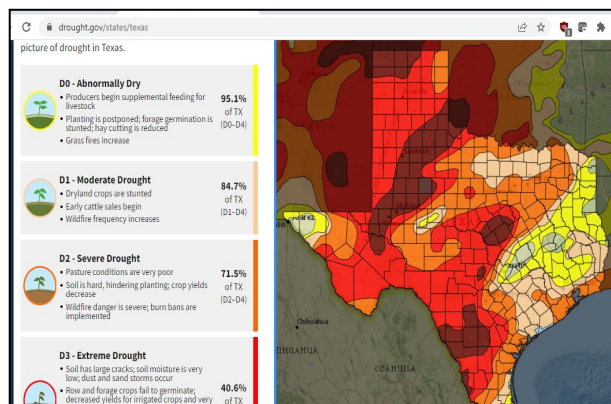 drought.gov/states/texas
picture of drought in Texas.
D0 - Abnormally Dry
• Producers begin supplemental feeding for
livestock
• Planting is postponed; forage germination is
stunted; hay cutting is reduced
• Grass fires increase
95.1%
of TX
(D0–D4)
D1 - Moderate Drought
• Dryland crops are stunted
• Early cattle sales begin
• Wildfire frequency increases
84.7%
of TX
(D1–D4)
D2 - Severe Drought
• Pasture conditions are very poor
• Soil is hard, hindering planting; crop yields
decrease
• Wildfire danger is severe; burn bans are
implemented
71.5%
of TX
(D2–D4)
D3 - Extreme Drought
• Soil has large cracks; soil moisture is very
low; dust and sand storms occur
• Row and forage crops fail to germinate;
decreased yields for irrigated crops and very
40.6%
of TX
Chihuahua
COAHUILA